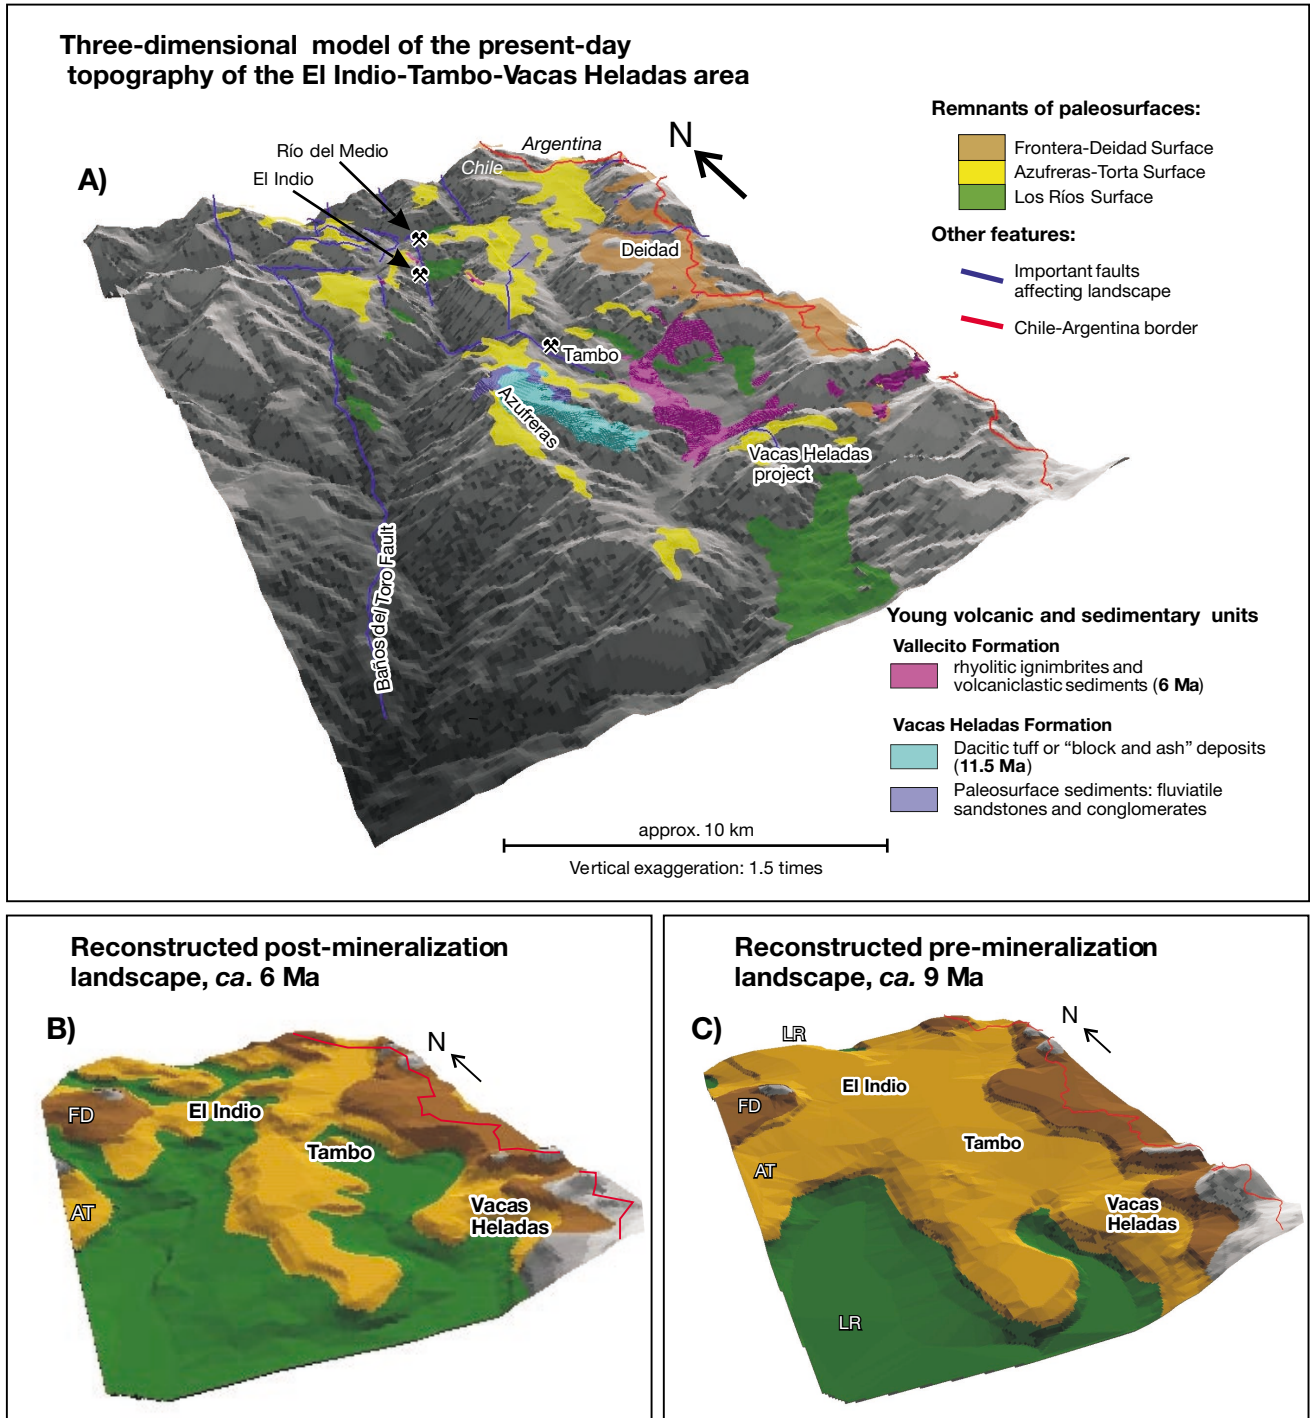 Three-dimensional model of the present-day
topography of the El Indio-Tambo-Vacas Heladas area
A)
Río del Medio
El Indio
Argentina
Chile
N
Deidad
Tambo
Azufreras
Vacas Heladas
project
Baños del Toro Fault
Remnants of paleosurfaces:
Frontera-Deidad Surface
Azufreras-Torta Surface
Los Ríos Surface
Other features:
Important faults
affecting landscape
Chile-Argentina border
Young volcanic and sedimentary units
Vallecito Formation
rhyolitic ignimbrites and
volcaniclastic sediments (6 Ma)
Vacas Heladas Formation
Dacitic tuff or “block and ash” deposits
(11.5 Ma)
Paleosurface sediments: fluviatile
sandstones and conglomerates
approx. 10 km
Vertical exaggeration: 1.5 times
Reconstructed post-mineralization
landscape, ca. 6 Ma
B)
N
FD
El Indio
Tambo
AT
Vacas
Heladas
Reconstructed pre-mineralization
landscape, ca. 9 Ma
C)
LR
N
El Indio
FD
Tambo
AT
Vacas
Heladas
LR